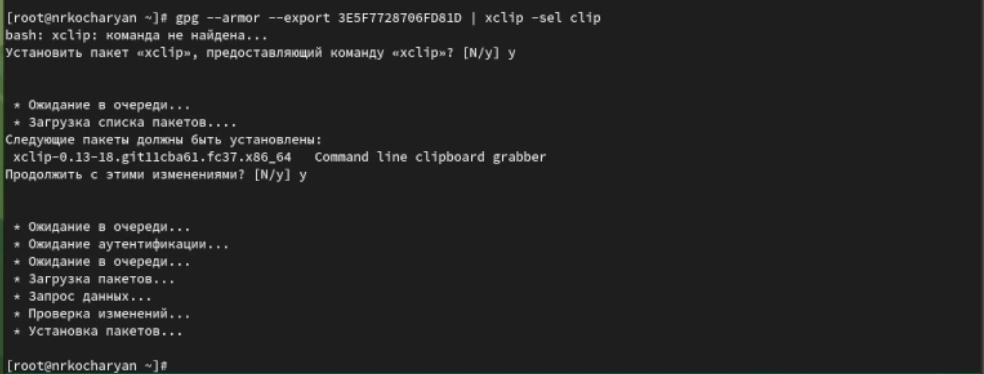 [root@nrkocharyan ~]# gpg --armor --export 3E5F7728706FD81D | xclip -sel clip
bash: xclip: команда не найдена...
Установить пакет «xclip», предоставляющий команду «xclip»? [N/y] y
* Ожидание в очереди...
* Загрузка списка пакетов....
Следующие пакеты должны быть установлены:
xclip-0.13-18.git11cba61.fc37.x86_64   Command line clipboard grabber
Продолжить с этими изменениями? [N/y] y
* Ожидание в очереди...
* Ожидание аутентификации...
* Ожидание в очереди...
* Загрузка пакетов...
* Запрос данных...
* Проверка изменений...
* Установка пакетов...
[root@nrkocharyan ~]#